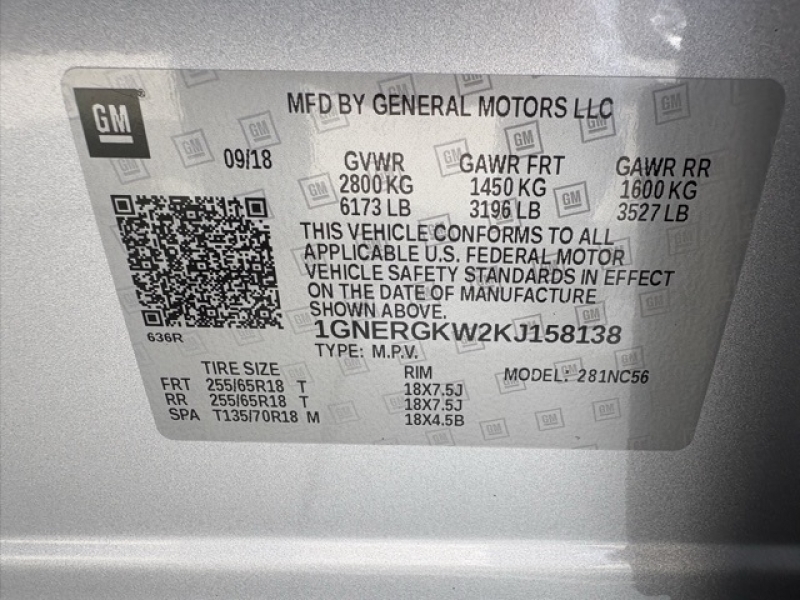 GM®
MFD BY GENERAL MOTORS LLC
09/18
GVWR GAWR FRT GAWR RR
2800 KG 1450 KG 1600 KG
6173 LB 3196 LB 3527 LB
THIS VEHICLE CONFORMS TO ALL
APPLICABLE U.S. FEDERAL MOTOR
VEHICLE SAFETY STANDARDS IN EFFECT
ON THE DATE OF MANUFACTURE
SHOWN ABOVE.
636R
1GNERGKW2KJ158138
TYPE: M.P.V.
TIRE SIZE RIM MODEL: 281NC56
FRT 255/65R18 T 18X7.5J
RR 255/65R18 T 18X7.5J
SPA T135/70R18 M 18X4.5B